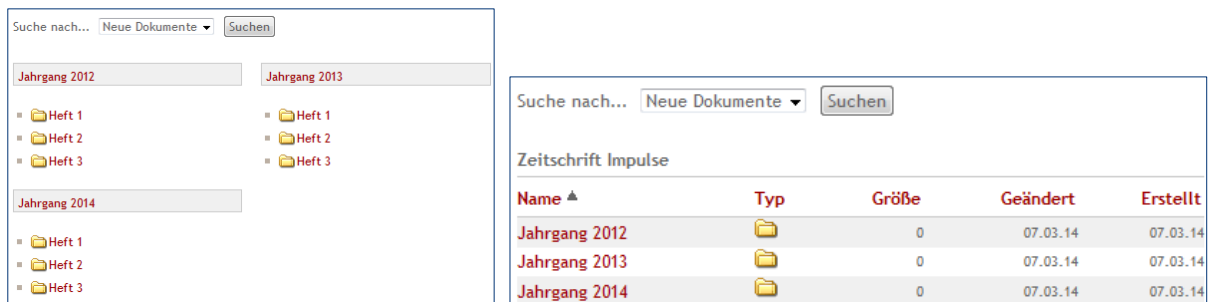 Suche nach... Neue Dokumente Suchen
Jahrgang 2012 Jahrgang 2013
Heft 1 Heft 1
Heft 2 Heft 2
Heft 3 Heft 3
Jahrgang 2014
Heft 1
Heft 2
Heft 3
Suche nach... Neue Dokumente Suchen
Zeitschrift Impulse
Name Typ Größe Geändert Erstellt
Jahrgang 2012 0 07.03.14 07.03.14
Jahrgang 2013 0 07.03.14 07.03.14
Jahrgang 2014 0 07.03.14 07.03.14